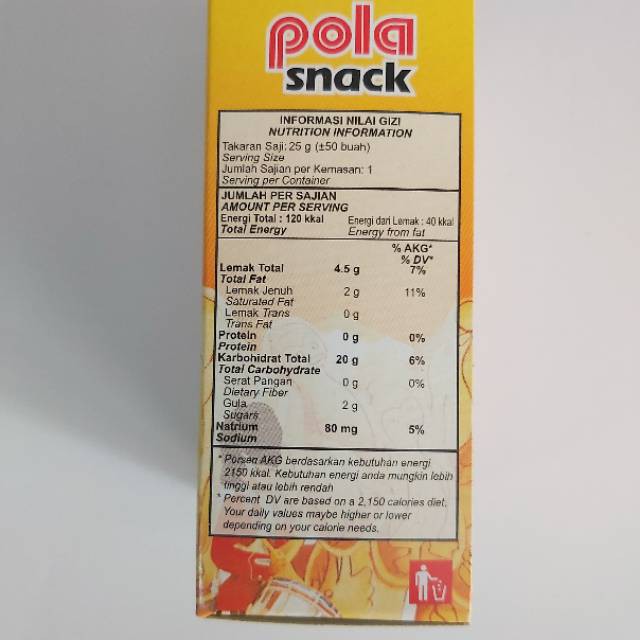 pola
snack
INFORMASI NILAI GIZI
NUTRITION INFORMATION
Takaran Saji: 25 g (±50 buah)
Serving Size
Jumlah Sajian per Kemasan: 1
Serving per Container
JUMLAH PER SAJIAN
AMOUNT PER SERVING
Energi Total : 120 kkal Energi dari Lemak : 40 kkal
Total Energy Energy from fat
% AKG*
% DV*
Lemak Total 4.5 g 7%
Total Fat
Lemak Jenuh 2 g 11%
Saturated Fat
Lemak Trans 0 g
Trans Fat
Protein 0 g 0%
Protein
Karbohidrat Total 20 g 6%
Total Carbohydrate
Serat Pangan 0 g 0%
Dietary Fiber
Gula 2 g
Sugars
Natrium 80 mg 5%
Sodium
* Persen AKG berdasarkan kebutuhan energi
2150 kkal. Kebutuhan energi anda mungkin lebih
tinggi atau lebih rendah
* Percent DV are based on a 2,150 calories diet.
Your daily values maybe higher or lower
depending on your calorie needs.